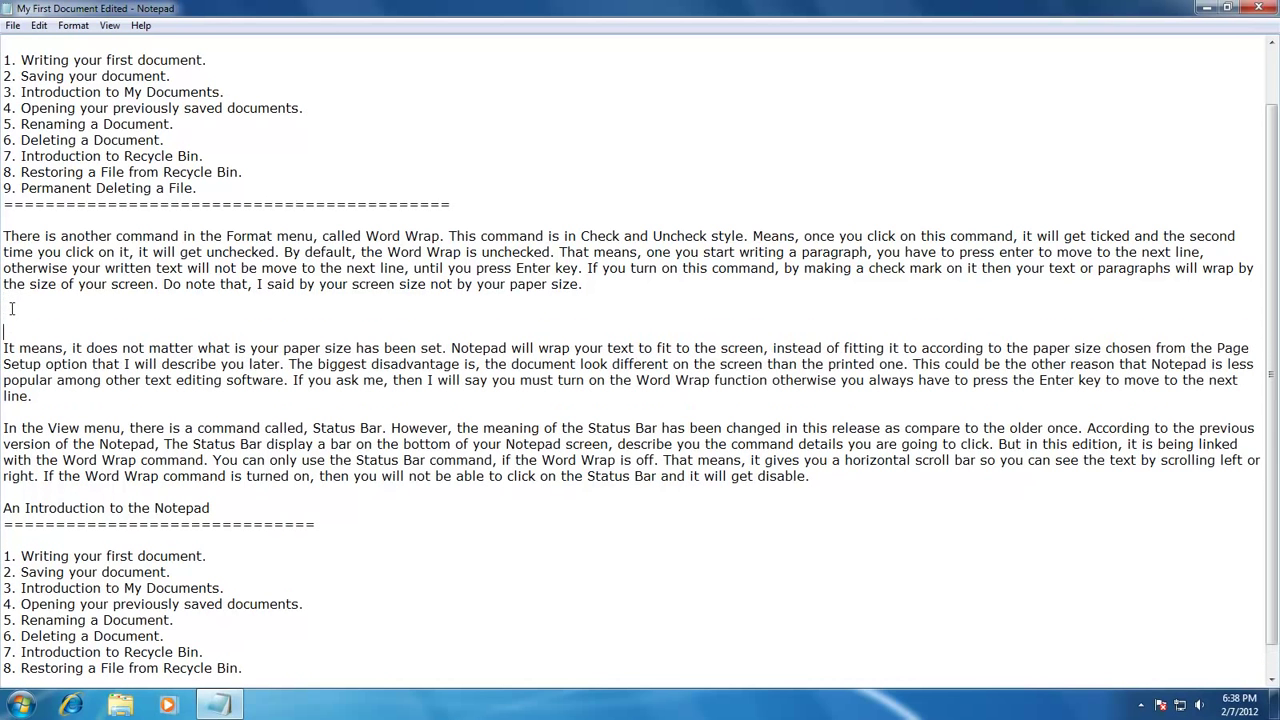 My First Document Edited - Notepad
File Edit Format View Help
1. Writing your first document.
2. Saving your document.
3. Introduction to My Documents.
4. Opening your previously saved documents.
5. Renaming a Document.
6. Deleting a Document.
7. Introduction to Recycle Bin.
8. Restoring a File from Recycle Bin.
9. Permanent Deleting a File.
===========================================
There is another command in the Format menu, called Word Wrap. This command is in Check and Uncheck style. Means, once you click on this command, it will get ticked and the second
time you click on it, it will get unchecked. By default, the Word Wrap is unchecked. That means, one you start writing a paragraph, you have to press enter to move to the next line,
otherwise your written text will not be move to the next line, until you press Enter key. If you turn on this command, by making a check mark on it then your text or paragraphs will wrap by
the size of your screen. Do note that, I said by your screen size not by your paper size.
It means, it does not matter what is your paper size has been set. Notepad will wrap your text to fit to the screen, instead of fitting it to according to the paper size chosen from the Page
Setup option that I will describe you later. The biggest disadvantage is, the document look different on the screen than the printed one. This could be the other reason that Notepad is less
popular among other text editing software. If you ask me, then I will say you must turn on the Word Wrap function otherwise you always have to press the Enter key to move to the next
line.
In the View menu, there is a command called, Status Bar. However, the meaning of the Status Bar has been changed in this release as compare to the older once. According to the previous
version of the Notepad, The Status Bar display a bar on the bottom of your Notepad screen, describe you the command details you are going to click. But in this edition, it is being linked
with the Word Wrap command. You can only use the Status Bar command, if the Word Wrap is off. That means, it gives you a horizontal scroll bar so you can see the text by scrolling left or
right. If the Word Wrap command is turned on, then you will not be able to click on the Status Bar and it will get disable.
An Introduction to the Notepad
==============================
1. Writing your first document.
2. Saving your document.
3. Introduction to My Documents.
4. Opening your previously saved documents.
5. Renaming a Document.
6. Deleting a Document.
7. Introduction to Recycle Bin.
8. Restoring a File from Recycle Bin.
6:38 PM
2/7/2012